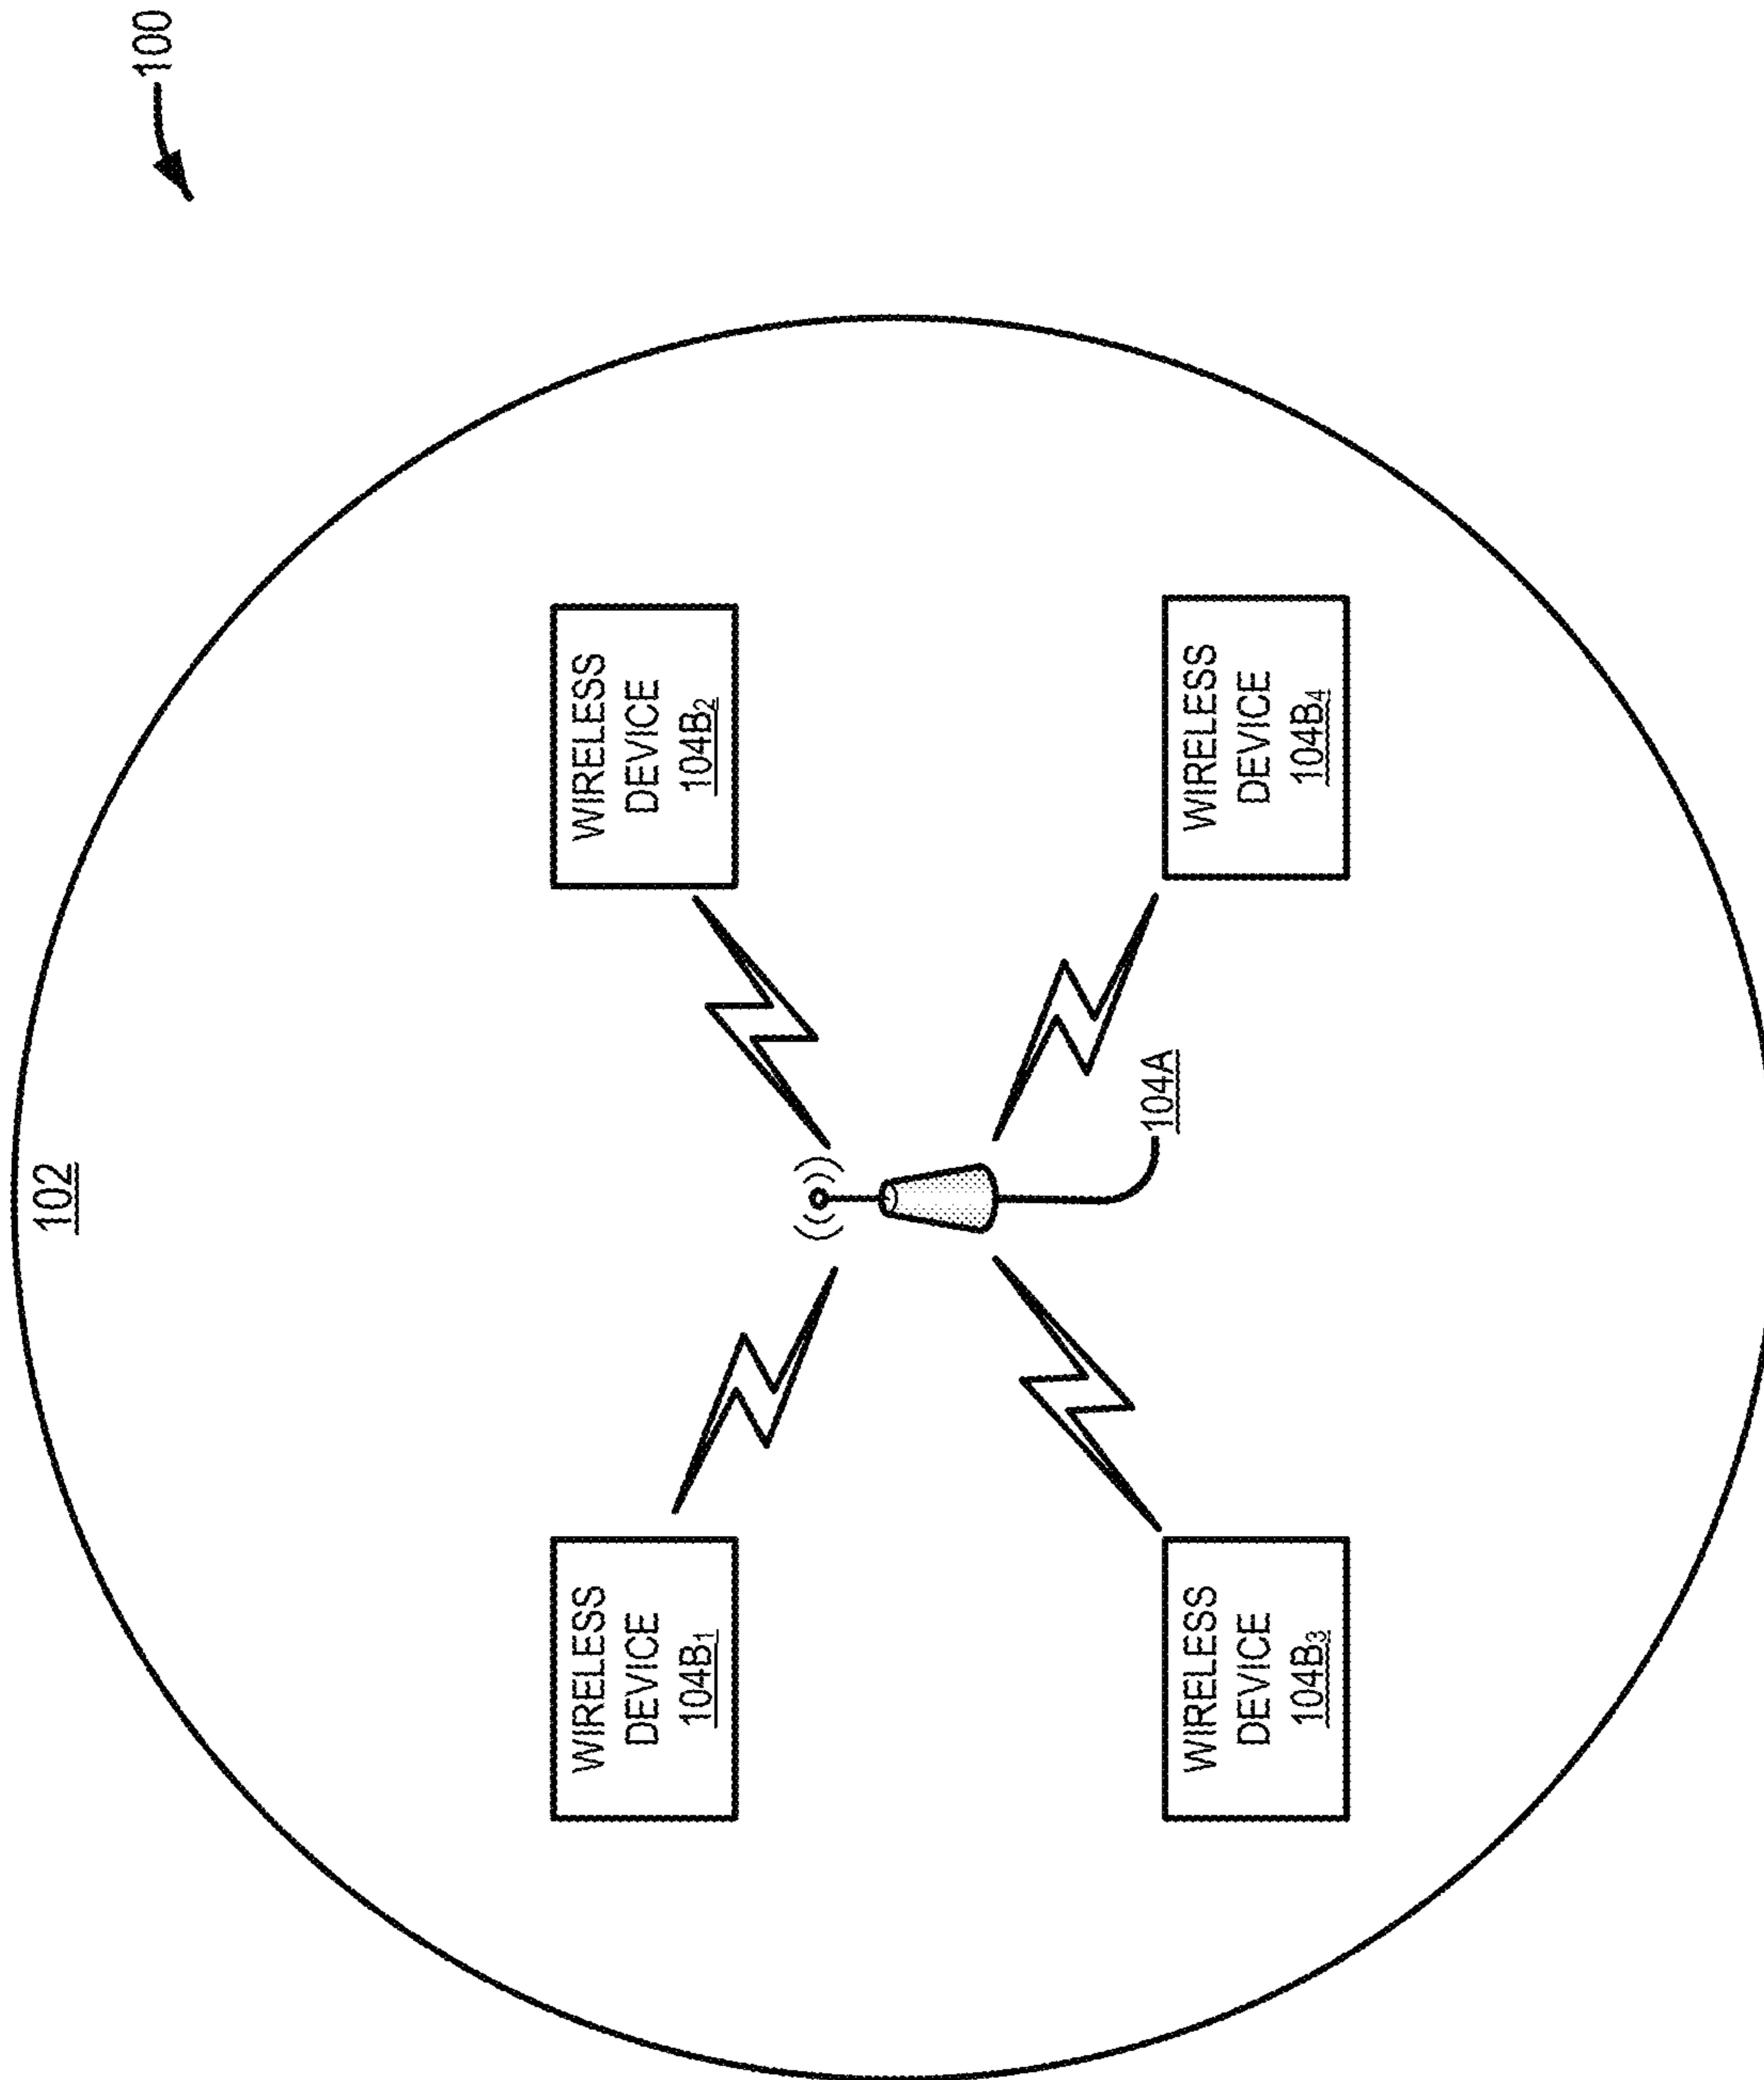 100
102
WIRELESS
DEVICE
104B₁
WIRELESS
DEVICE
104B₂
104A
WIRELESS
DEVICE
104B₃
WIRELESS
DEVICE
104B₄